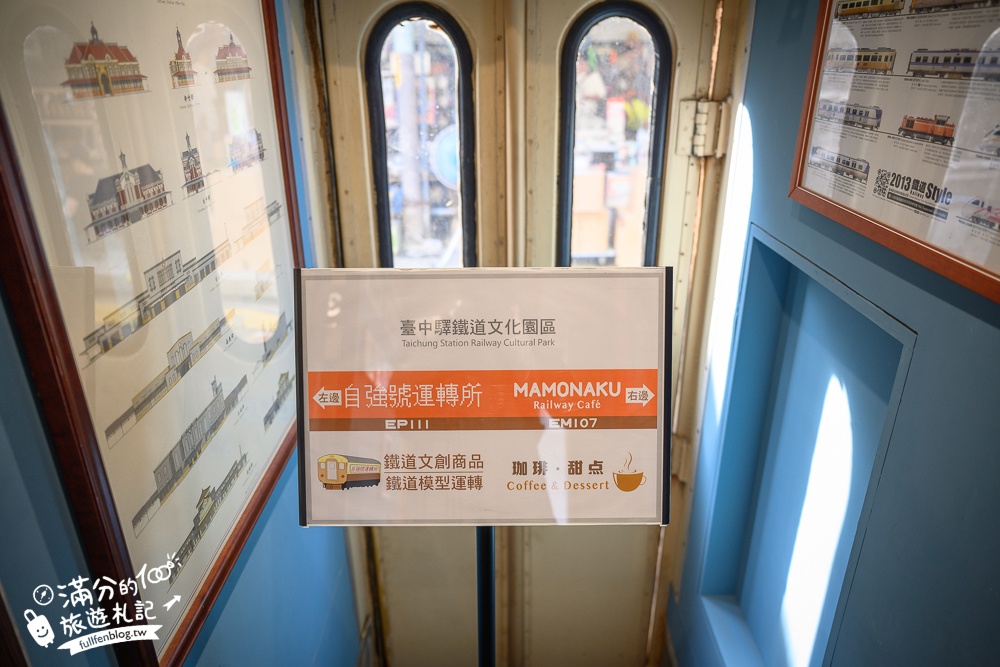 臺中驛鐵道文化園區
Taichung Station Railway Cultural Park
左邊 自強號運轉所
EP111
MAMONAKU 右邊
Railway Café
EM107
鐵道文創商品
鐵道模型運轉
珈琲・甜点
Coffee & Dessert
2013 鐵道 Style
Railway
滿分的
旅遊札記
fullfenblog.tw